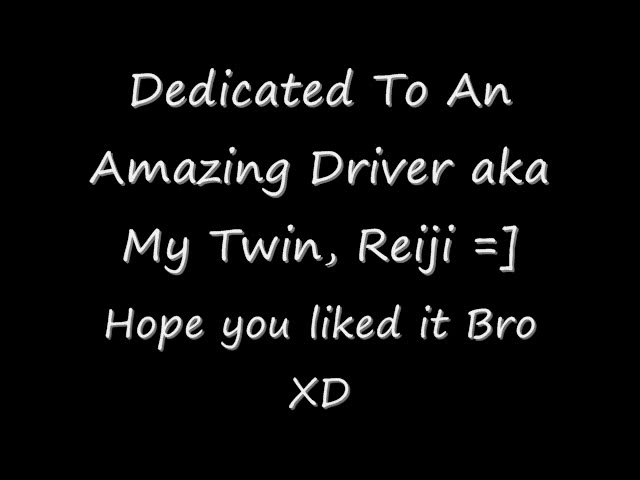 Dedicated To An
Amazing Driver aka
My Twin, Reiji =]
Hope you liked it Bro
XD